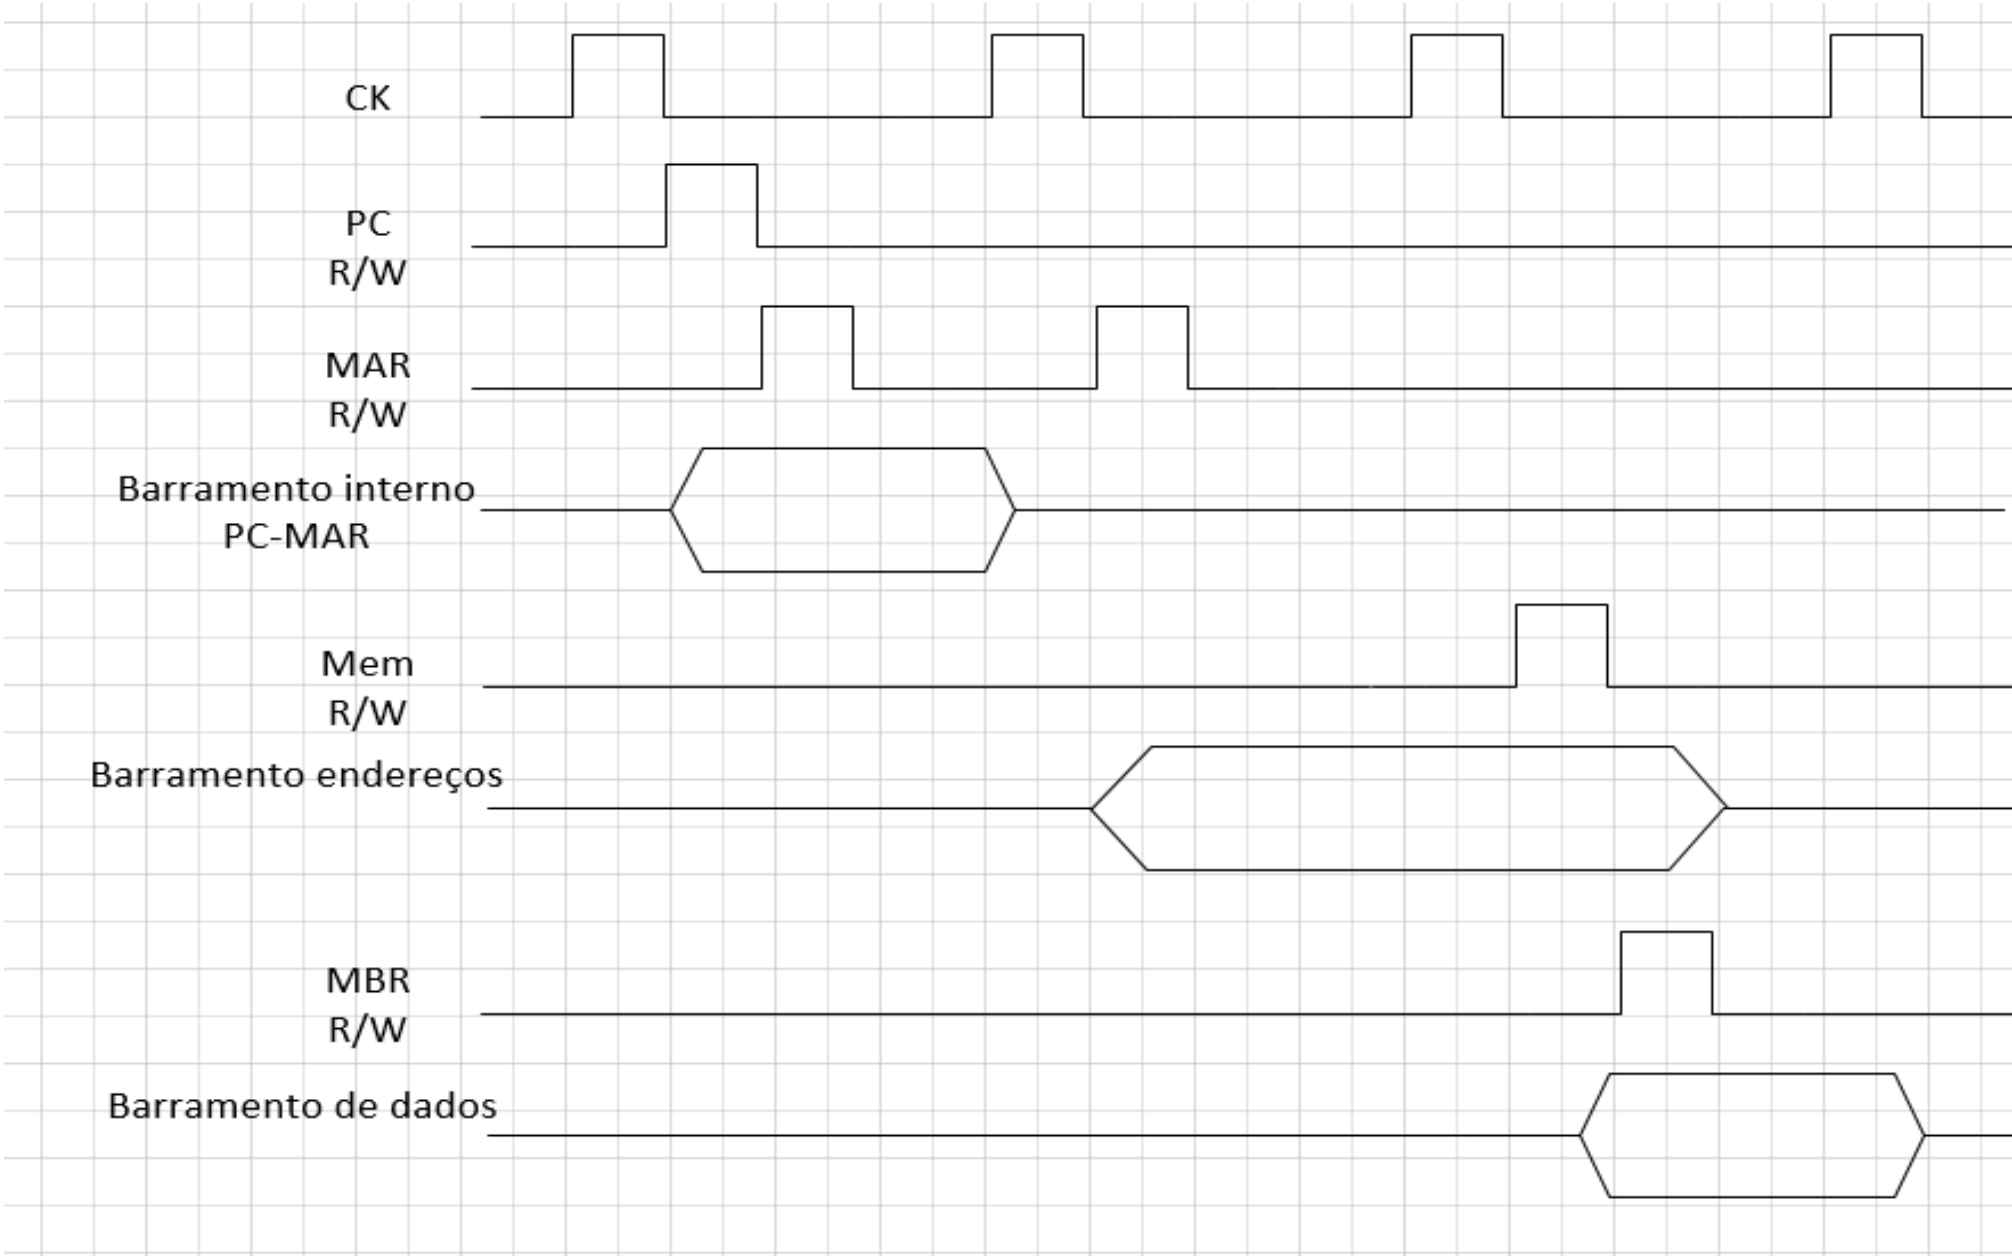 CK
PC
R/W
MAR
R/W
Barramento interno
PC-MAR
Mem
R/W
Barramento endereços
MBR
R/W
Barramento de dados